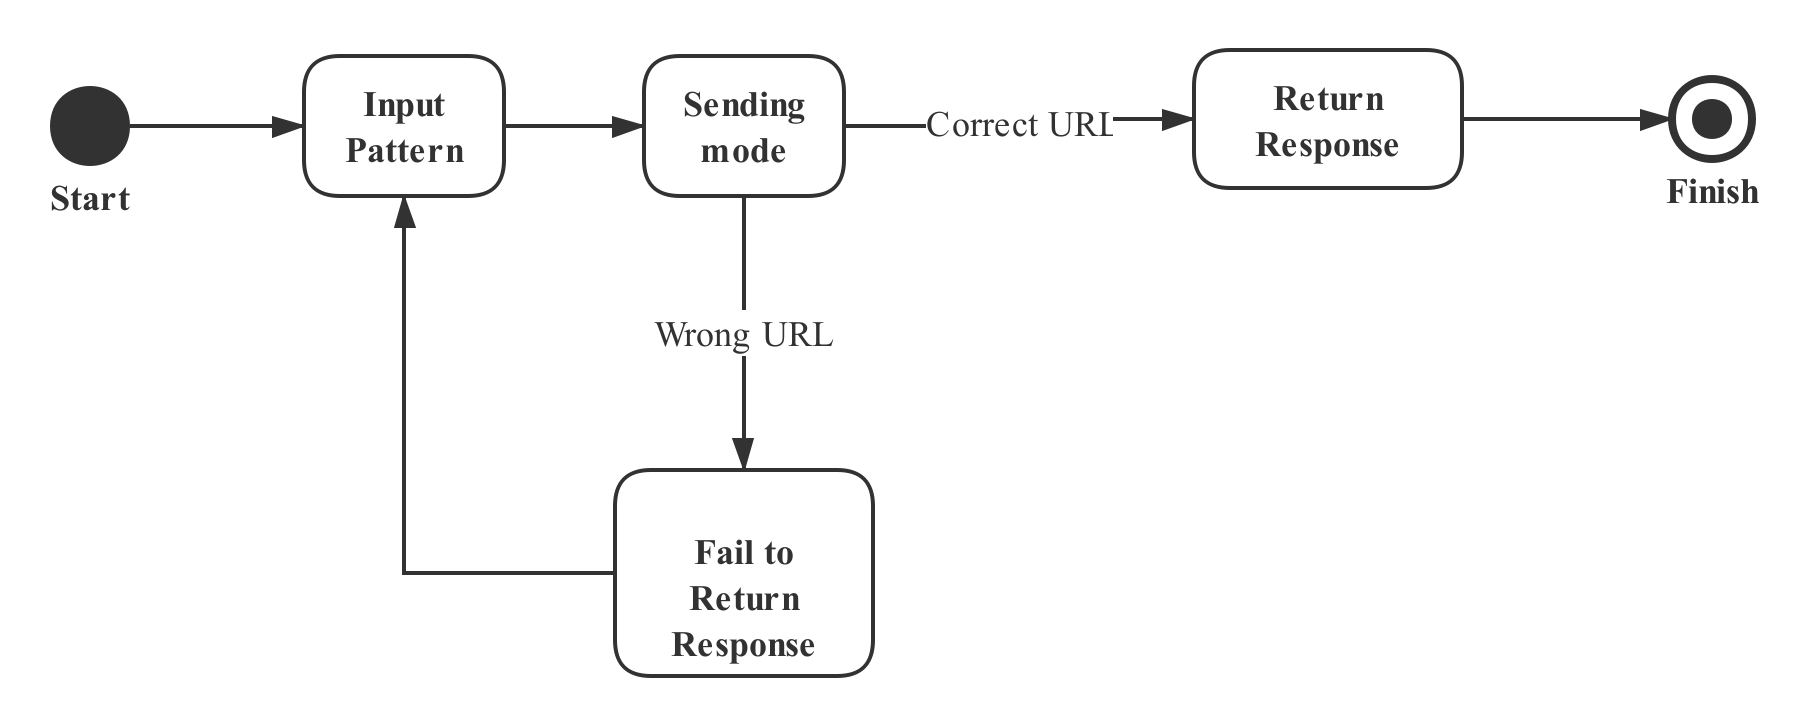 Start
Input
Pattern
Sending
mode
Correct URL
Return
Response
Finish
Wrong URL
Fail to
Return
Response